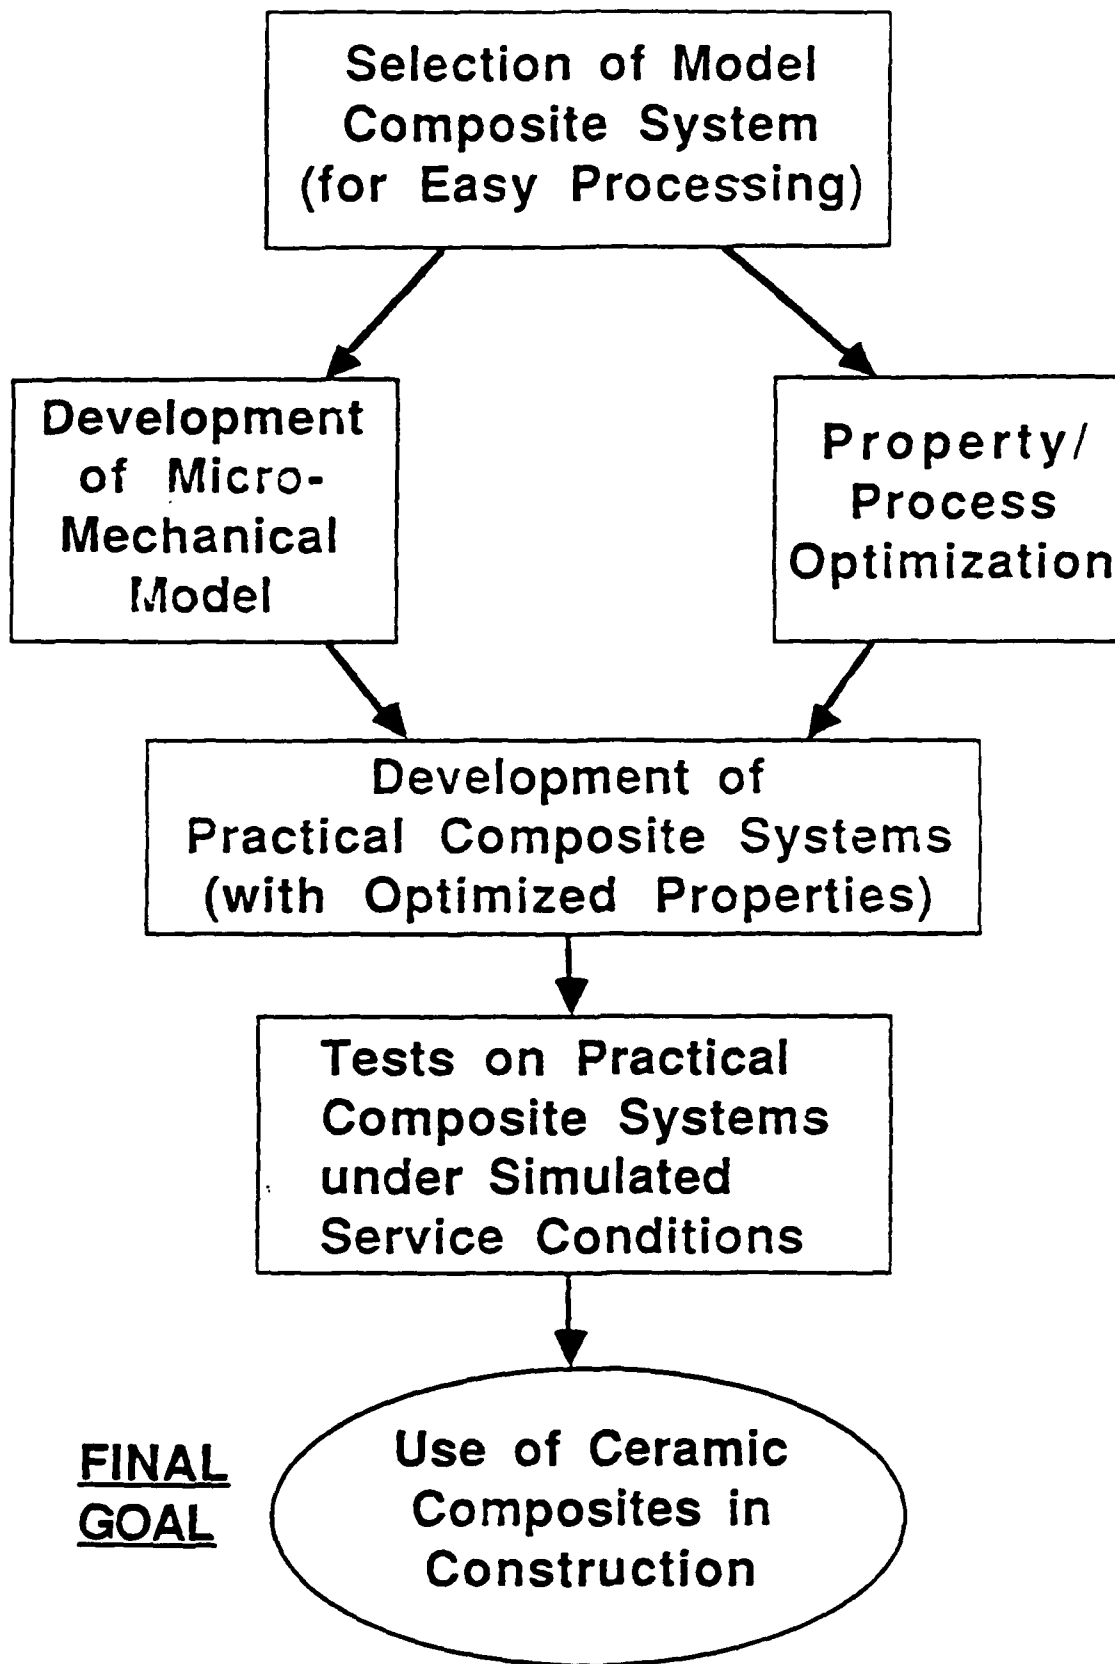 Selection of Model
Composite System
(for Easy Processing)
Development
of Micro-
Mechanical
Model
Property/
Process
Optimization
Development of
Practical Composite Systems
(with Optimized Properties)
Tests on Practical
Composite Systems
under Simulated
Service Conditions
FINAL
GOAL
Use of Ceramic
Composites in
Construction